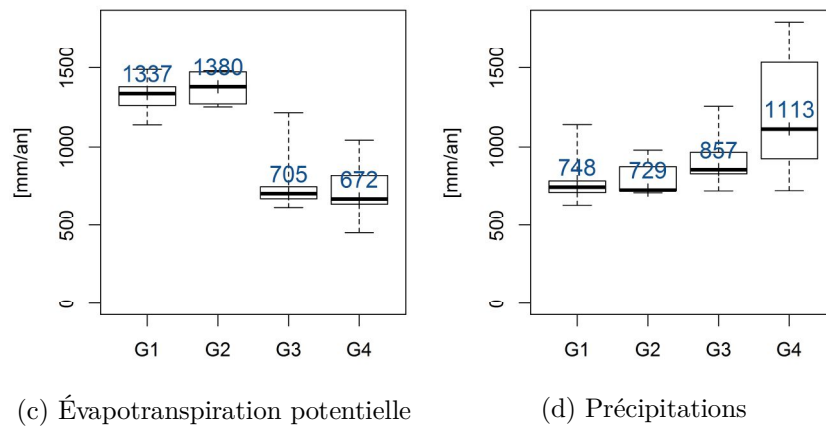 [mm/an]
1500
1000
500
0
1337
1380
705
672
G1 G2 G3 G4
(c) Évapotranspiration potentielle
[mm/an]
1500
1000
500
0
748
729
857
1113
G1 G2 G3 G4
(d) Précipitations